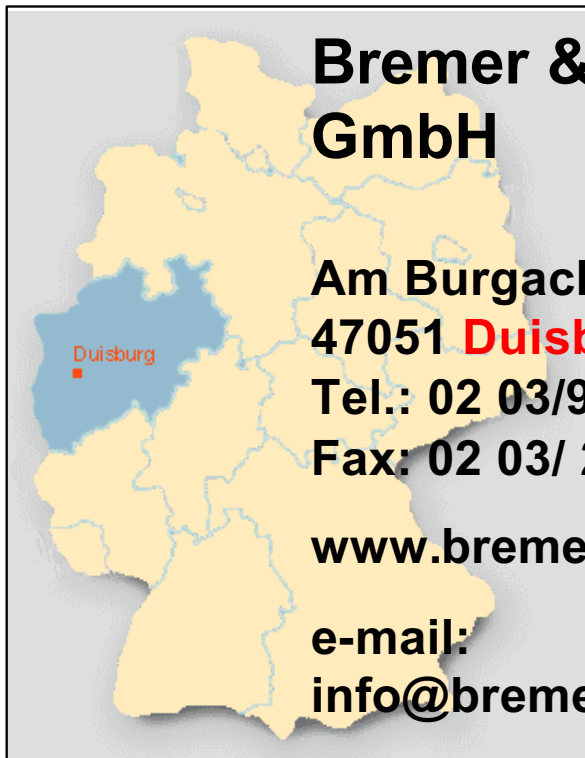 Bremer &
GmbH
Am Burgac
47051 Duisb
Duisburg
Tel.: 02 03/9
Fax: 02 03/
www.breme
e-mail:
info@breme